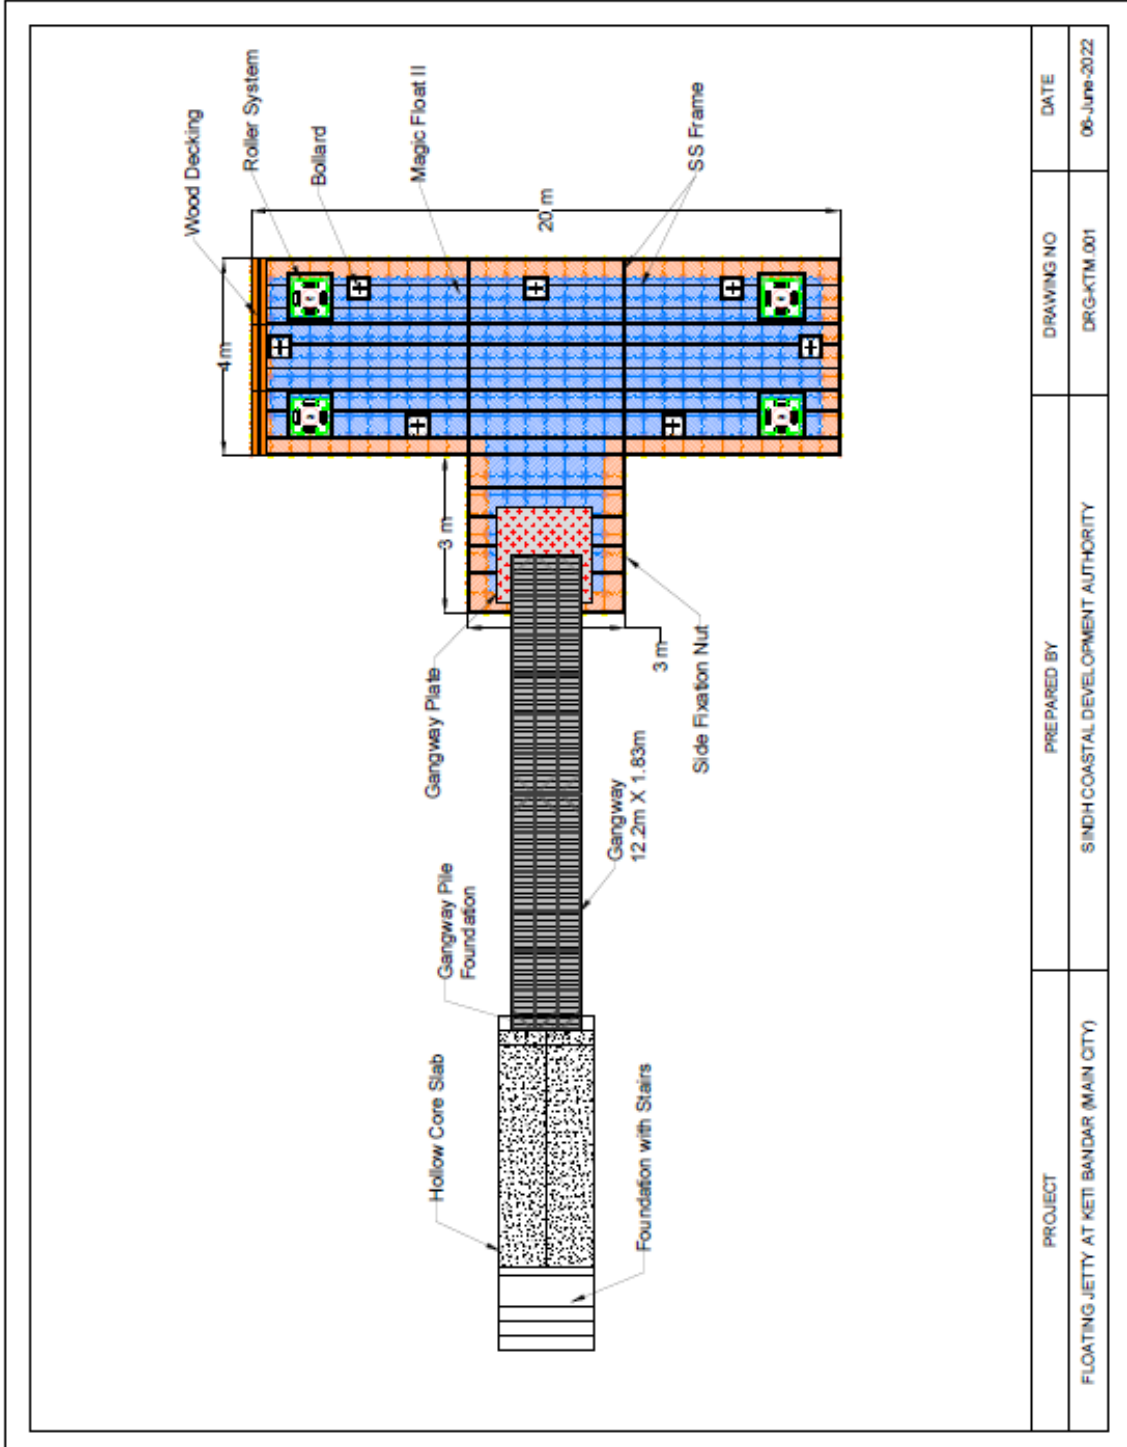 Wood Decking
Roller System
Bollard
Magic Float II
SS Frame
20 m
4m
3 m
3 m
Side Fixation Nut
Gangway Plate
Gangway
12.2m X 1.83m
Gangway Pile
Foundation
Hollow Core Slab
Foundation with Stairs
PROJECT
PREPARED BY
DRAWING NO
DATE
FLOATING JETTY AT KETI BANDAR (MAIN CITY)
SINDH COASTAL DEVELOPMENT AUTHORITY
DRG-KTM.001
06-June-2022